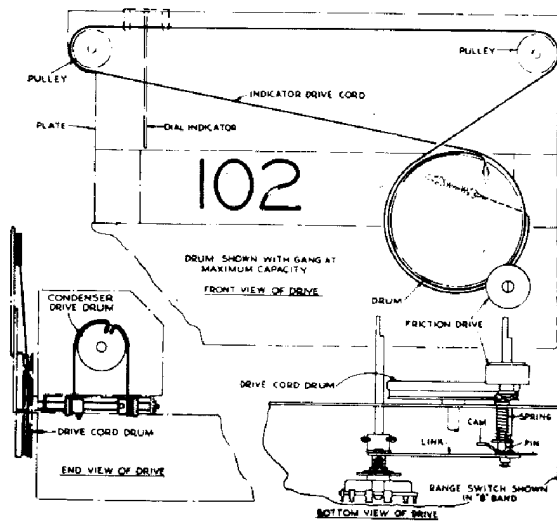 PULLEY
PULLEY
INDICATOR DRIVE CORD
PLATE
DIAL INDICATOR
102
DRUM SHOWN WITH GANG AT
MAXIMUM CAPACITY
FRONT VIEW OF DRIVE
DRUM
CONDENSER
DRIVE DRUM
FRICTION DRIVE
DRIVE CORD DRUM
SPRING
CAM
PIN
LINK
DRIVE CORD DRUM
END VIEW OF DRIVE
RANGE SWITCH SHOWN
IN "B" BAND
BOTTOM VIEW OF DRIVE